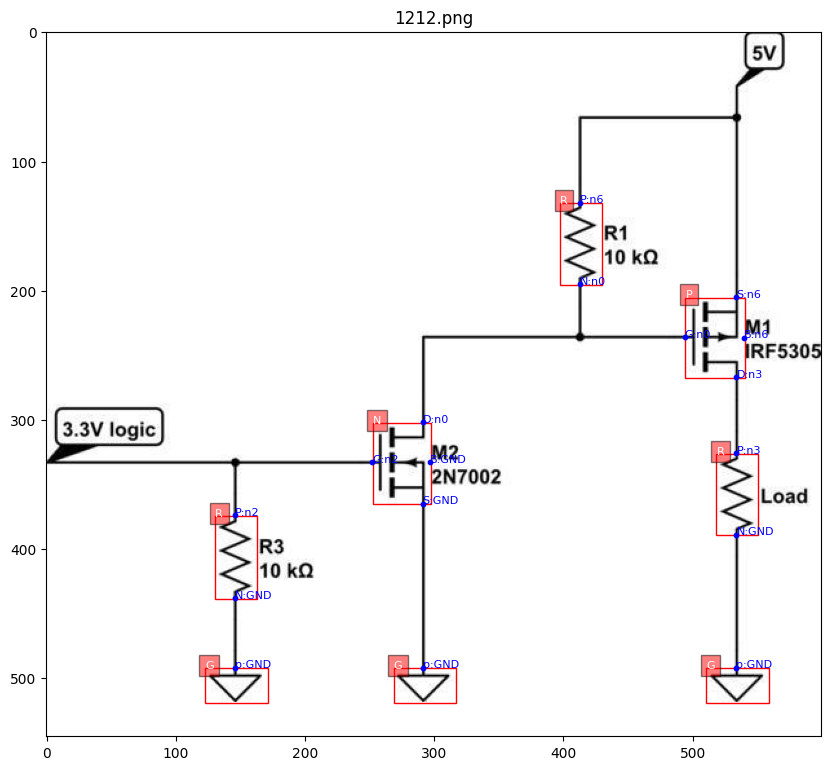 1212.png
0
5V
100
R
P:n6
R1
10 kΩ
200
N:n0
P
S:n6
M1
G:n0
B:n6
IRF5305
D:n3
300
N
D:n0
3.3V logic
R
P:n3
M2
G:n2
B:GND
2N7002
S:GND
Load
R
P:n2
400
N:GND
R3
10 kΩ
N:GND
G
p:GND
G
p:GND
G
p:GND
500
0
100
200
300
400
500